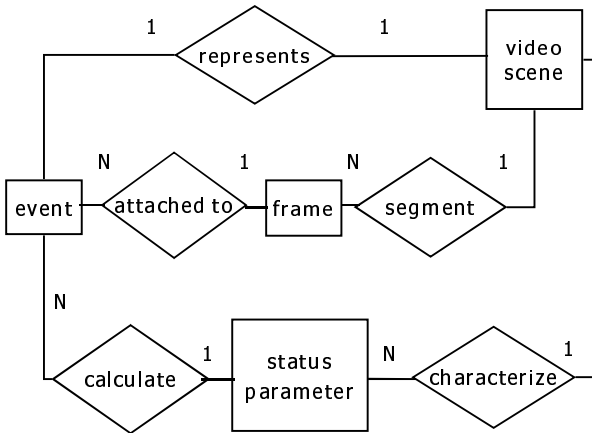 1
1
represents
video
scene
N
1
N
1
event
attached to
frame
segment
N
1
N
1
calculate
status
parameter
characterize